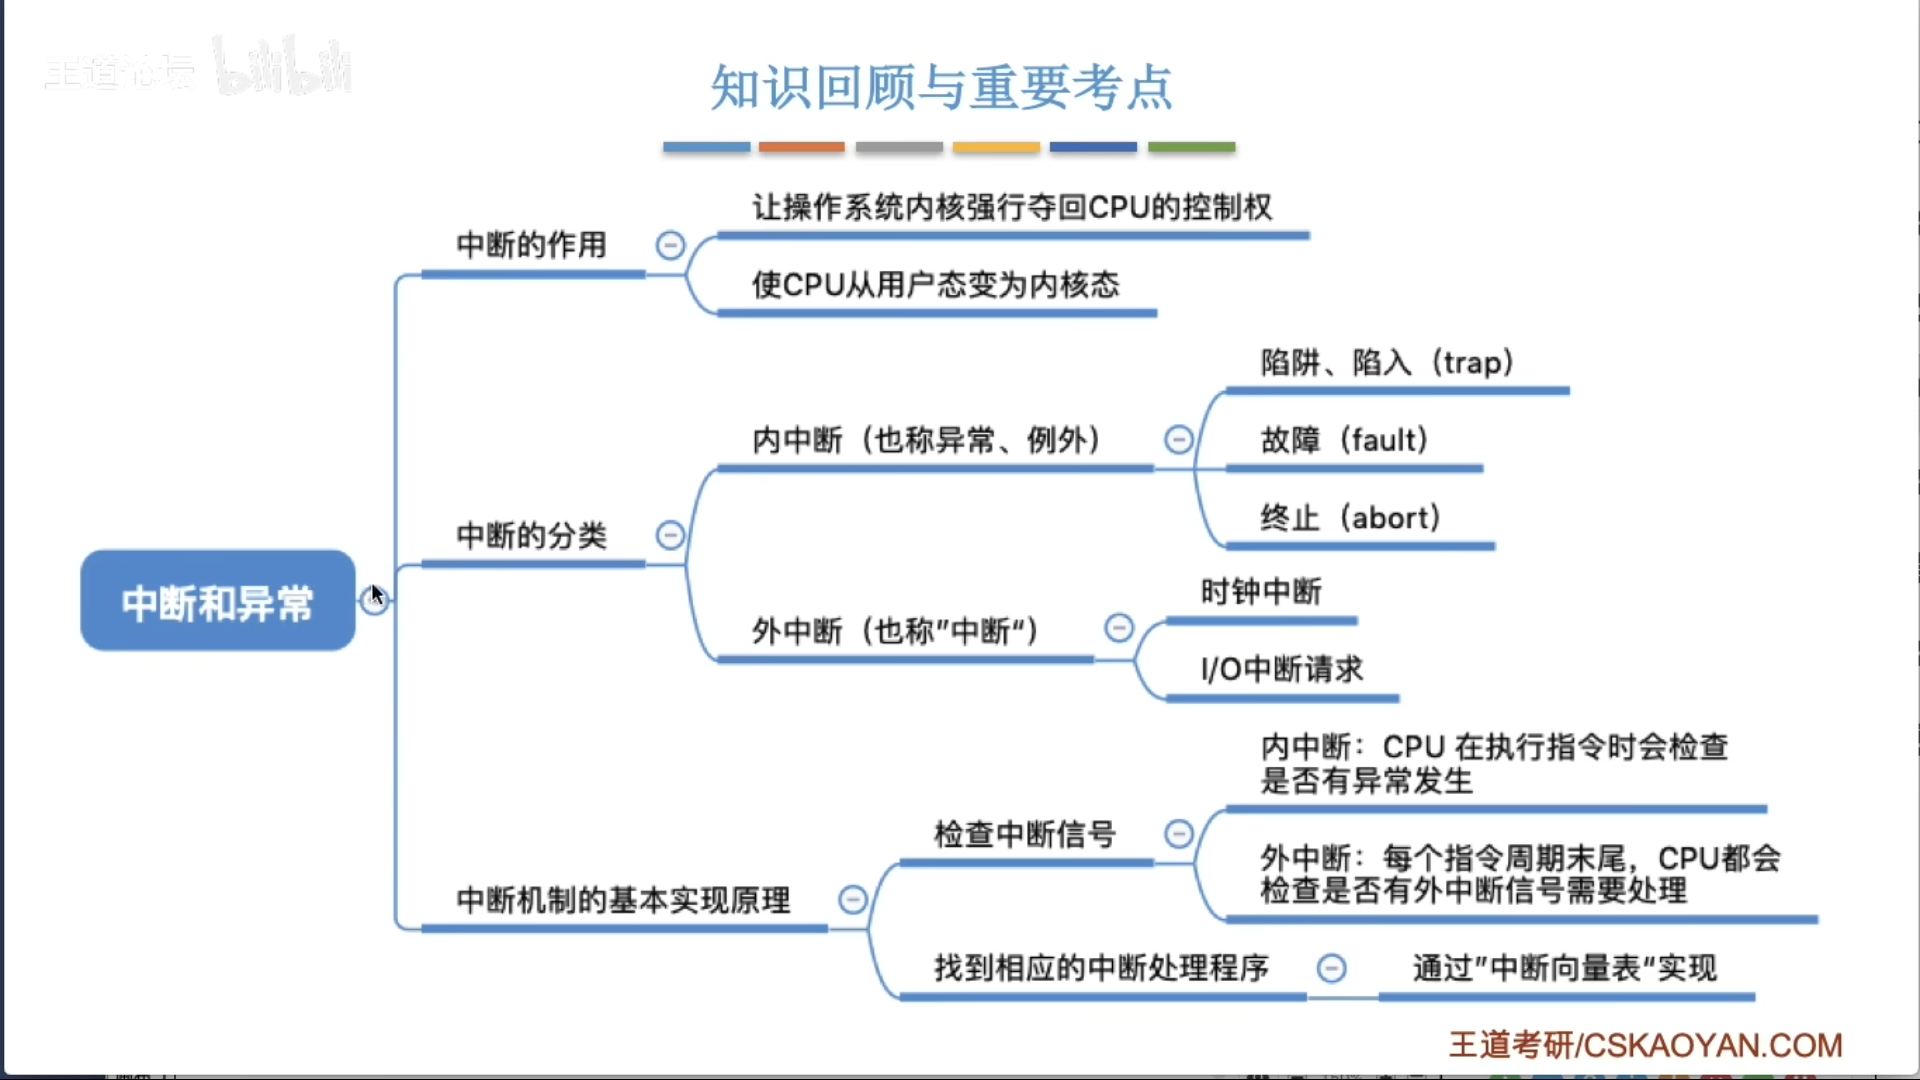 王道论坛 bilibili
知识回顾与重要考点
让操作系统内核强行夺回CPU的控制权
中断的作用
使CPU从用户态变为内核态
陷阱、陷入（trap）
内中断（也称异常、例外）
故障（fault）
终止（abort）
中断的分类
时钟中断
外中断（也称”中断“）
I/O中断请求
中断和异常
内中断：CPU 在执行指令时会检查
是否有异常发生
检查中断信号
外中断：每个指令周期末尾，CPU都会
检查是否有外中断信号需要处理
中断机制的基本实现原理
找到相应的中断处理程序
通过”中断向量表“实现
王道考研/CSKAOYAN.COM